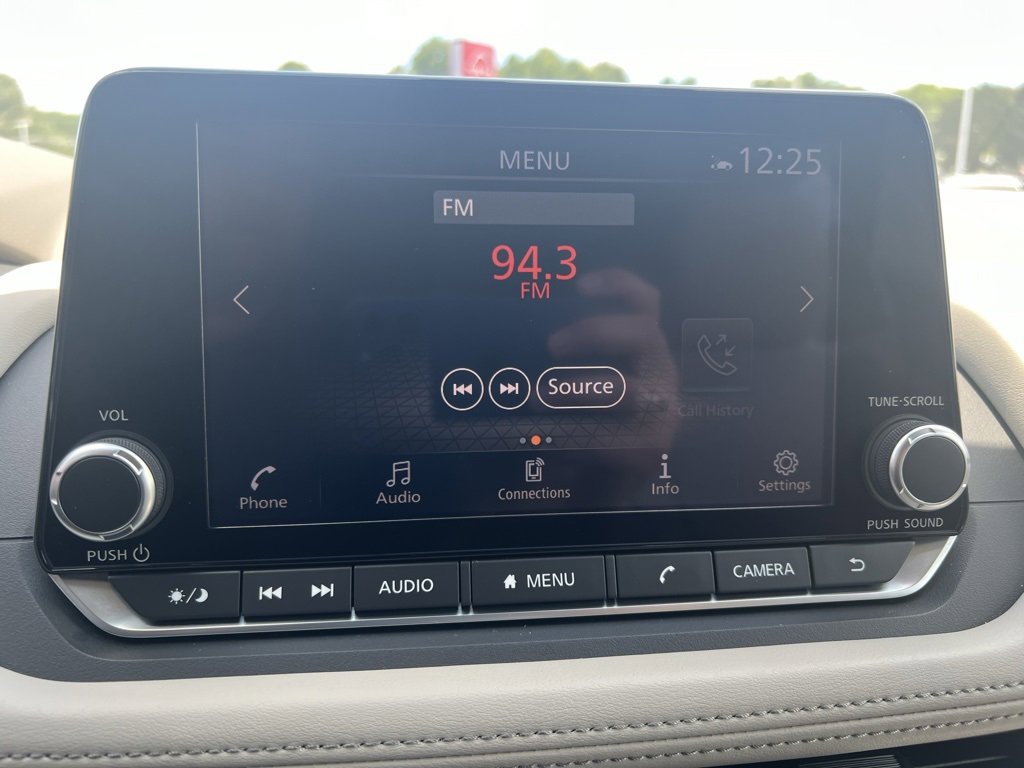 MENU
12:25
FM
94.3
FM
Source
Call History
VOL
TUNE·SCROLL
Phone
Audio
Connections
Info
Settings
PUSH
PUSH SOUND
AUDIO
MENU
CAMERA